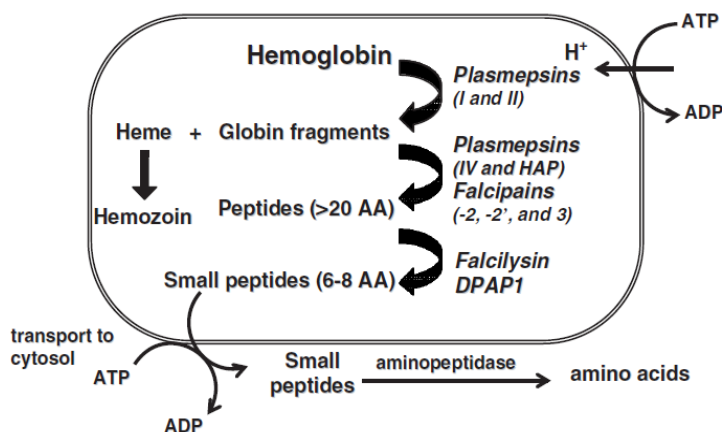 ATP
H+
Hemoglobin
Plasmepsins
(I and II)
ADP
Heme + Globin fragments
Plasmepsins
(IV and HAP)
Falcipains
(-2, -2’, and 3)
Hemozoin
Peptides (>20 AA)
Falcilysin
DPAP1
Small peptides (6-8 AA)
transport to
cytosol
ATP
ADP
Small
peptides
aminopeptidase
amino acids